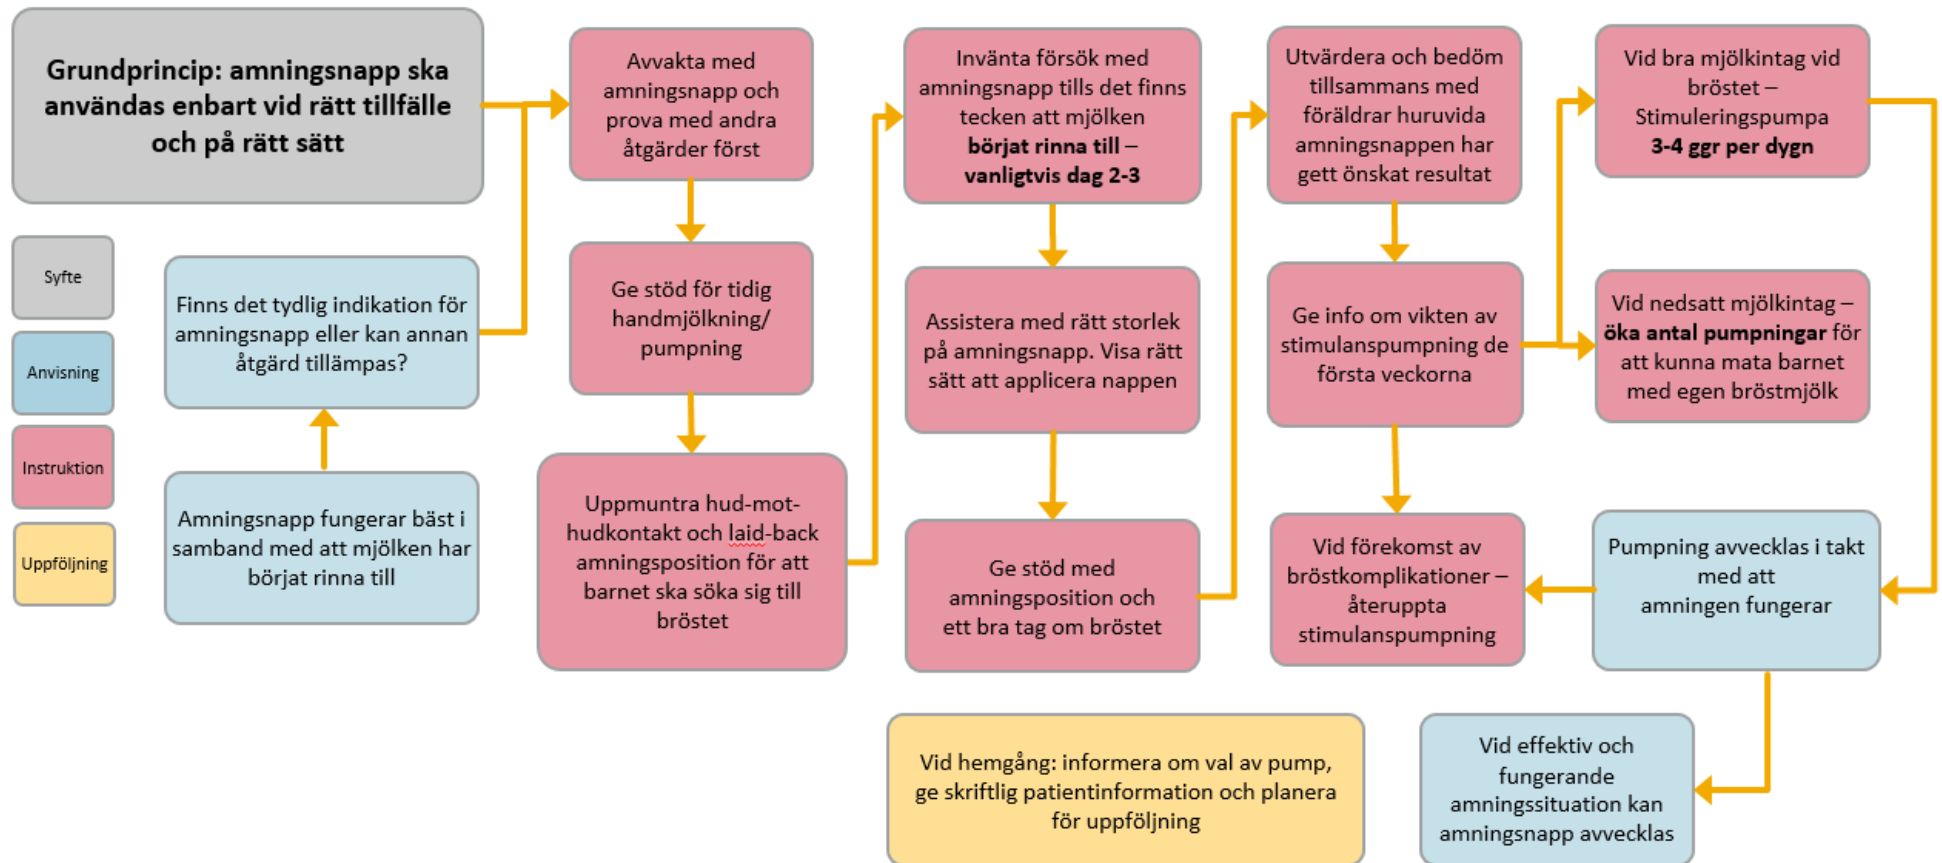 Grundprincip: amningsnapp ska
användas enbart vid rätt tillfälle
och på rätt sätt
Syfte
Anvisning
Instruktion
Uppföljning
Finns det tydlig indikation för
amningsnapp eller kan annan
åtgärd tillämpas?
Amningsnapp fungerar bäst i
samband med att mjölken har
börjat rinna till
Avvakta med
amningsnapp och
prova med andra
åtgärder först
Ge stöd för tidig
handmjölkning/
pumpning
Uppmuntra hud-mot-
hudkontakt och laid-back
amningsposition för att
barnet ska söka sig till
bröstet
Invänta försök med
amningsnapp tills det finns
tecken att mjölken
börjat rinna till –
vanligtvis dag 2-3
Assistera med rätt storlek
på amningsnapp. Visa rätt
sätt att applicera nappen
Ge stöd med
amningsposition och
ett bra tag om bröstet
Utvärdera och bedöm
tillsammans med
föräldrar huruvida
amningsnappen har
gett önskat resultat
Ge info om vikten av
stimulanspumpning de
första veckorna
Vid förekomst av
bröstkomplikationer –
återuppta
stimulanspumpning
Vid bra mjölkintag vid
bröstet –
Stimuleringspumpa
3-4 ggr per dygn
Vid nedsatt mjölkintag –
öka antal pumpningar för
att kunna mata barnet
med egen bröstmjölk
Pumpning avvecklas i takt
med att
amningen fungerar
Vid hemgång: informera om val av pump,
ge skriftlig patientinformation och planera
för uppföljning
Vid effektiv och
fungerande
amningssituation kan
amningsnapp avvecklas